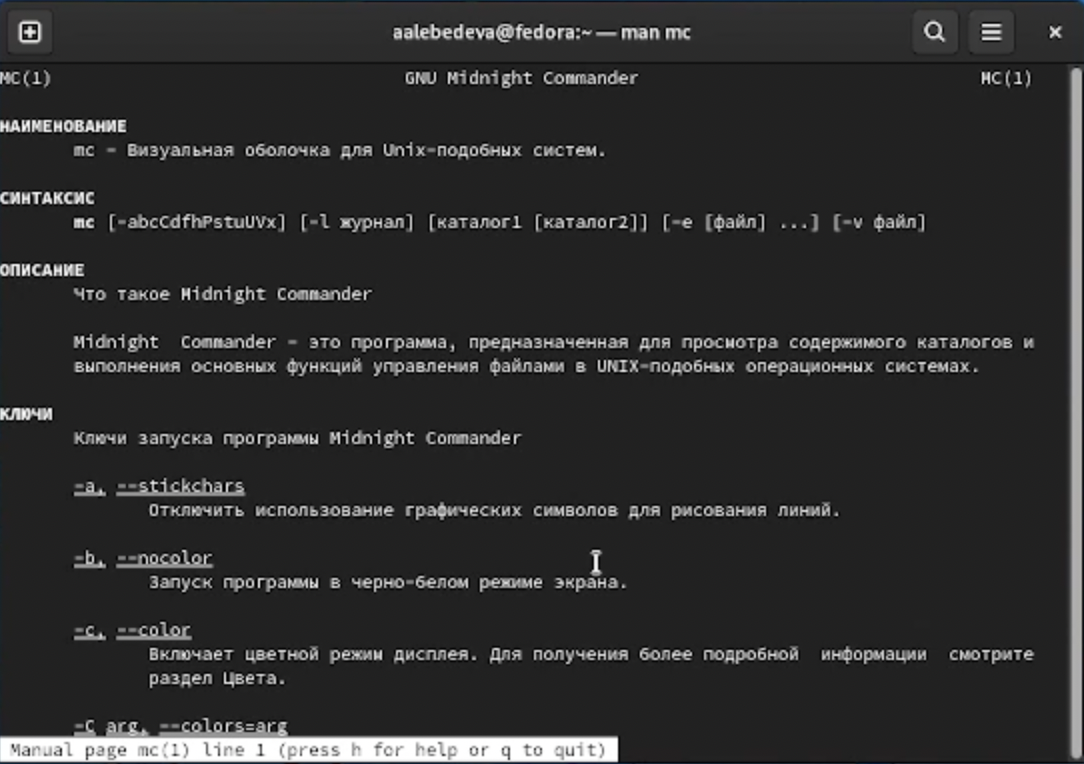 aalebedeva@fedora:~ — man mc
MC(1) GNU Midnight Commander MC(1)
НАИМЕНОВАНИЕ
mc - Визуальная оболочка для Unix-подобных систем.
СИНТАКСИС
mc [-abcCdfhPstuUVx] [-l журнал] [каталог1 [каталог2]] [-e [файл] ...] [-v файл]
ОПИСАНИЕ
Что такое Midnight Commander
Midnight Commander - это программа, предназначенная для просмотра содержимого каталогов и
выполнения основных функций управления файлами в UNIX-подобных операционных системах.
КЛЮЧИ
Ключи запуска программы Midnight Commander
-a, --stickchars
Отключить использование графических символов для рисования линий.
-b, --nocolor
Запуск программы в черно-белом режиме экрана.
-c, --color
Включает цветной режим дисплея. Для получения более подробной информации смотрите
раздел Цвета.
-C arg, --colors=arg
Manual page mc(1) line 1 (press h for help or q to quit)